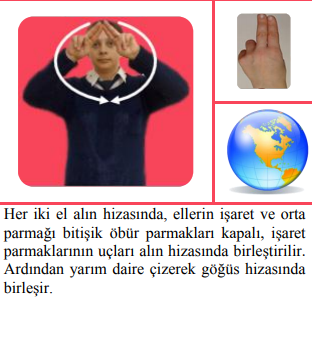 Her iki el alın hizasında, ellerin işaret ve orta
parmağı bitişik öbür parmakları kapalı, işaret
parmaklarının uçları alın hizasında birleştirilir.
Ardından yarım daire çizerek göğüs hizasında
birleşir.